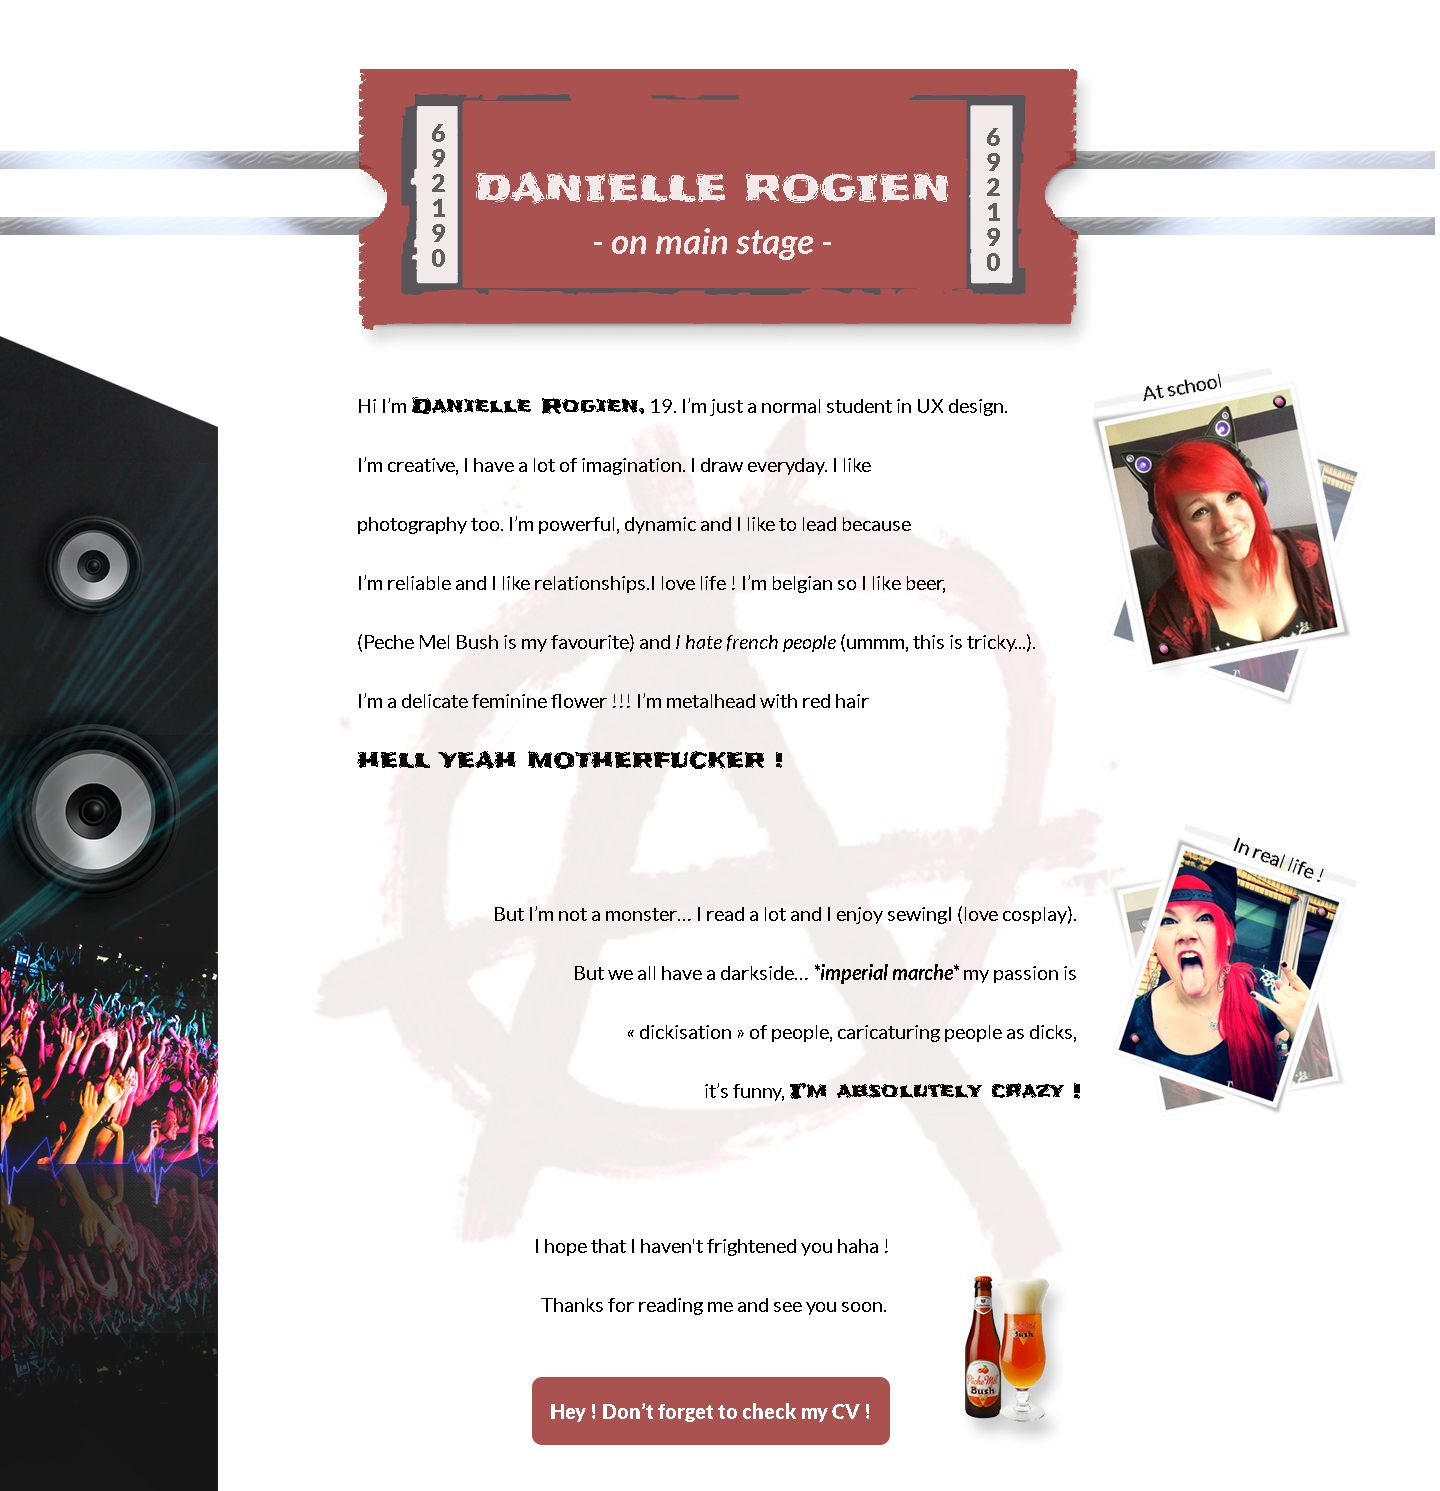 692190
DANIELLE ROGIEN
- on main stage -
692190
Hi I’m Danielle Rogien, 19. I’m just a normal student in UX design.
I’m creative, I have a lot of imagination. I draw everyday. I like
photography too. I’m powerful, dynamic and I like to lead because
I’m reliable and I like relationships.I love life ! I’m belgian so I like beer,
(Peche Mel Bush is my favourite) and I hate french people (ummm, this is tricky...).
I’m a delicate feminine flower !!! I’m metalhead with red hair
HELL YEAH MOTHERFUCKER !
At school
In real life !
But I’m not a monster… I read a lot and I enjoy sewingI (love cosplay).
But we all have a darkside… *imperial marche* my passion is
« dickisation » of people, caricaturing people as dicks,
it’s funny, I'm absolutely crazy !
I hope that I haven't frightened you haha !
Thanks for reading me and see you soon.
Pêche Mel
Bush
Bush
Hey ! Don’t forget to check my CV !